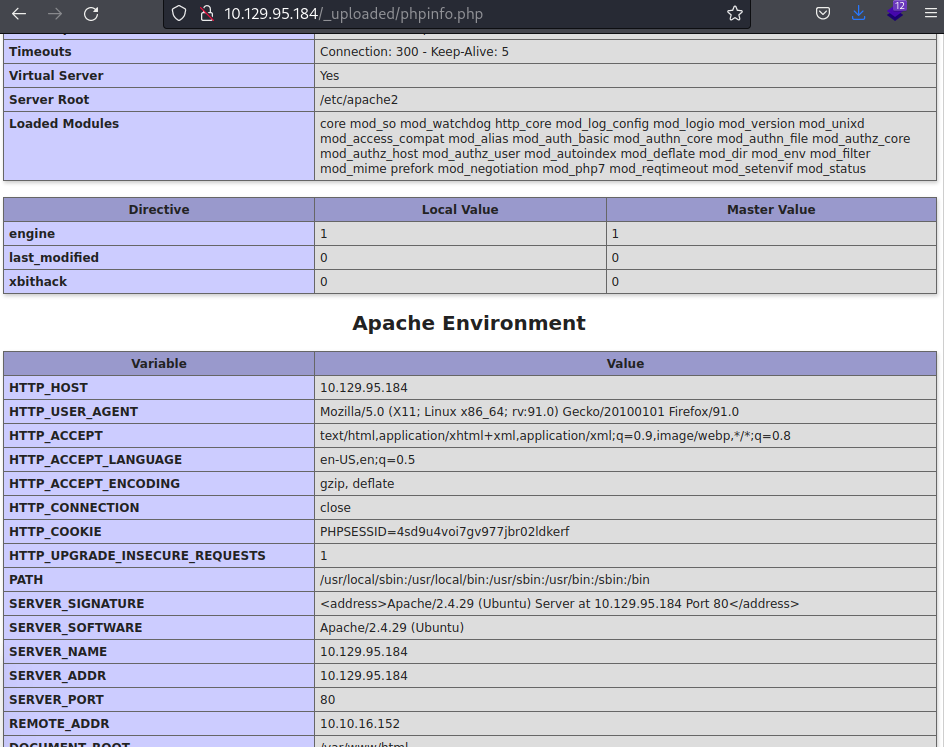 10.129.95.184/_uploaded/phpinfo.php
12
Timeouts Connection: 300 - Keep-Alive: 5
Virtual Server Yes
Server Root /etc/apache2
Loaded Modules core mod_so mod_watchdog http_core mod_log_config mod_logio mod_version mod_unixd
mod_access_compat mod_alias mod_auth_basic mod_authn_core mod_authn_file mod_authz_core
mod_authz_host mod_authz_user mod_autoindex mod_deflate mod_dir mod_env mod_filter
mod_mime prefork mod_negotiation mod_php7 mod_reqtimeout mod_setenvif mod_status
Directive Local Value Master Value
engine 1 1
last_modified 0 0
xbithack 0 0
Apache Environment
Variable Value
HTTP_HOST 10.129.95.184
HTTP_USER_AGENT Mozilla/5.0 (X11; Linux x86_64; rv:91.0) Gecko/20100101 Firefox/91.0
HTTP_ACCEPT text/html,application/xhtml+xml,application/xml;q=0.9,image/webp,*/*;q=0.8
HTTP_ACCEPT_LANGUAGE en-US,en;q=0.5
HTTP_ACCEPT_ENCODING gzip, deflate
HTTP_CONNECTION close
HTTP_COOKIE PHPSESSID=4sd9u4voi7gv977jbr02ldkerf
HTTP_UPGRADE_INSECURE_REQUESTS 1
PATH /usr/local/sbin:/usr/local/bin:/usr/sbin:/usr/bin:/sbin:/bin
SERVER_SIGNATURE <address>Apache/2.4.29 (Ubuntu) Server at 10.129.95.184 Port 80</address>
SERVER_SOFTWARE Apache/2.4.29 (Ubuntu)
SERVER_NAME 10.129.95.184
SERVER_ADDR 10.129.95.184
SERVER_PORT 80
REMOTE_ADDR 10.10.16.152
DOCUMENT_ROOT /var/www/html